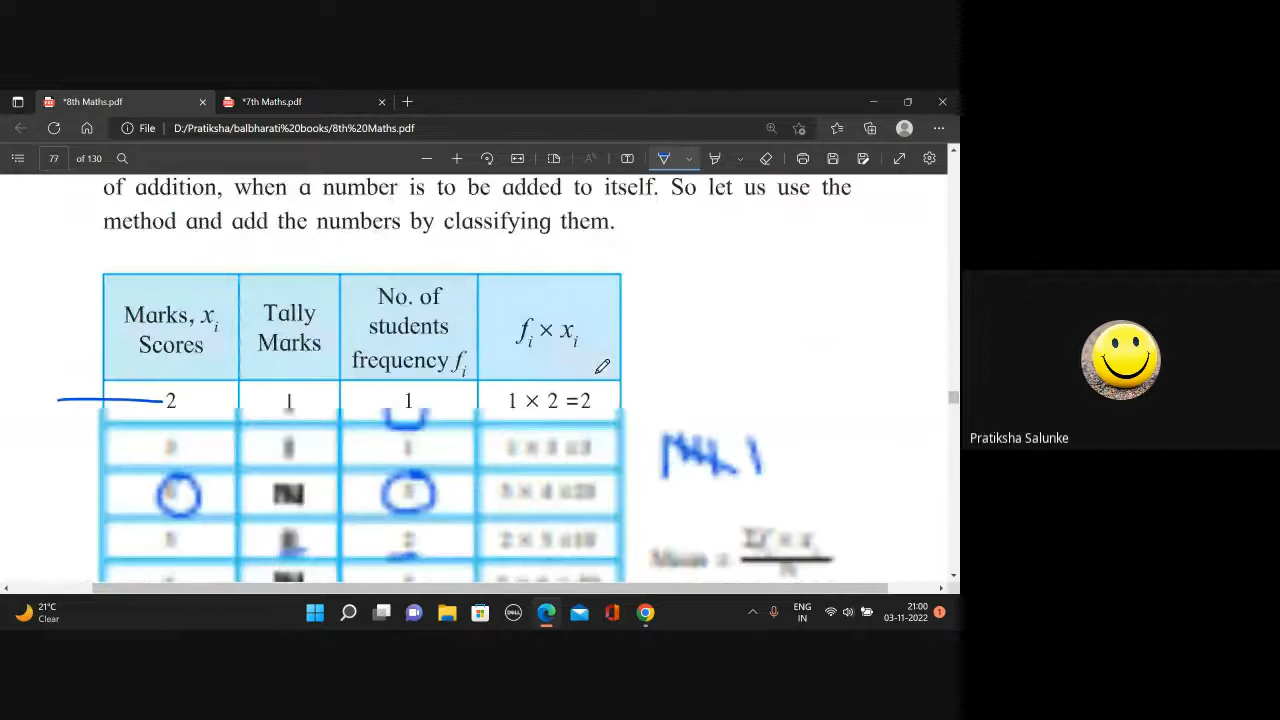 *8th Maths.pdf
*7th Maths.pdf
File
D:/Pratiksha/balbharati%20books/8th%20Maths.pdf
77 of 130
of addition, when a number is to be added to itself. So let us use the
method and add the numbers by classifying them.
Marks, xi Scores
Tally Marks
No. of students frequency fi
fi × xi
2 | 1 1 × 2 =2
Pratiksha Salunke
21°C
Clear
ENG
IN
21:00
03-11-2022
1